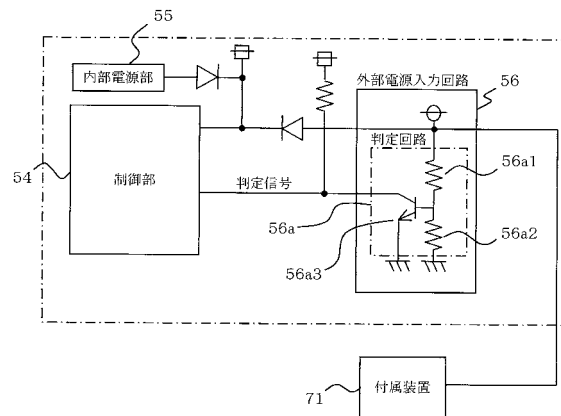 55
内部電源部
外部電源入力回路
56
判定回路
56a1
54
制御部
判定信号
56a
56a2
56a3
71
付属装置